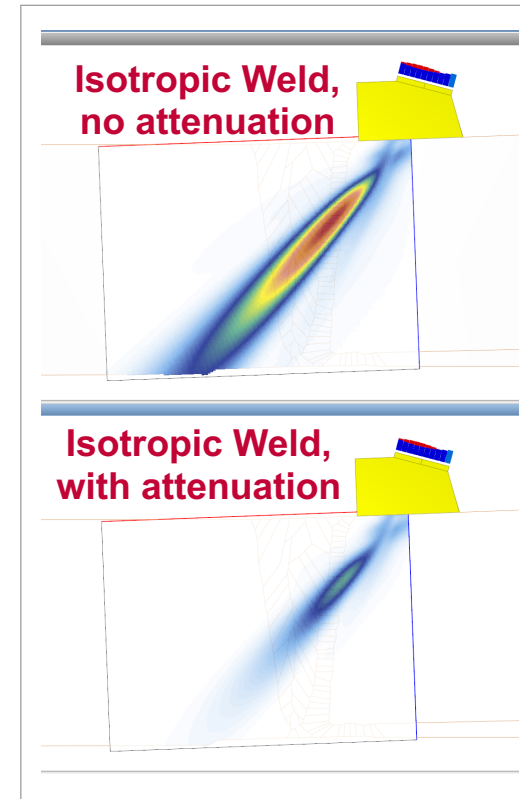 Isotropic Weld,
no attenuation
Isotropic Weld,
with attenuation